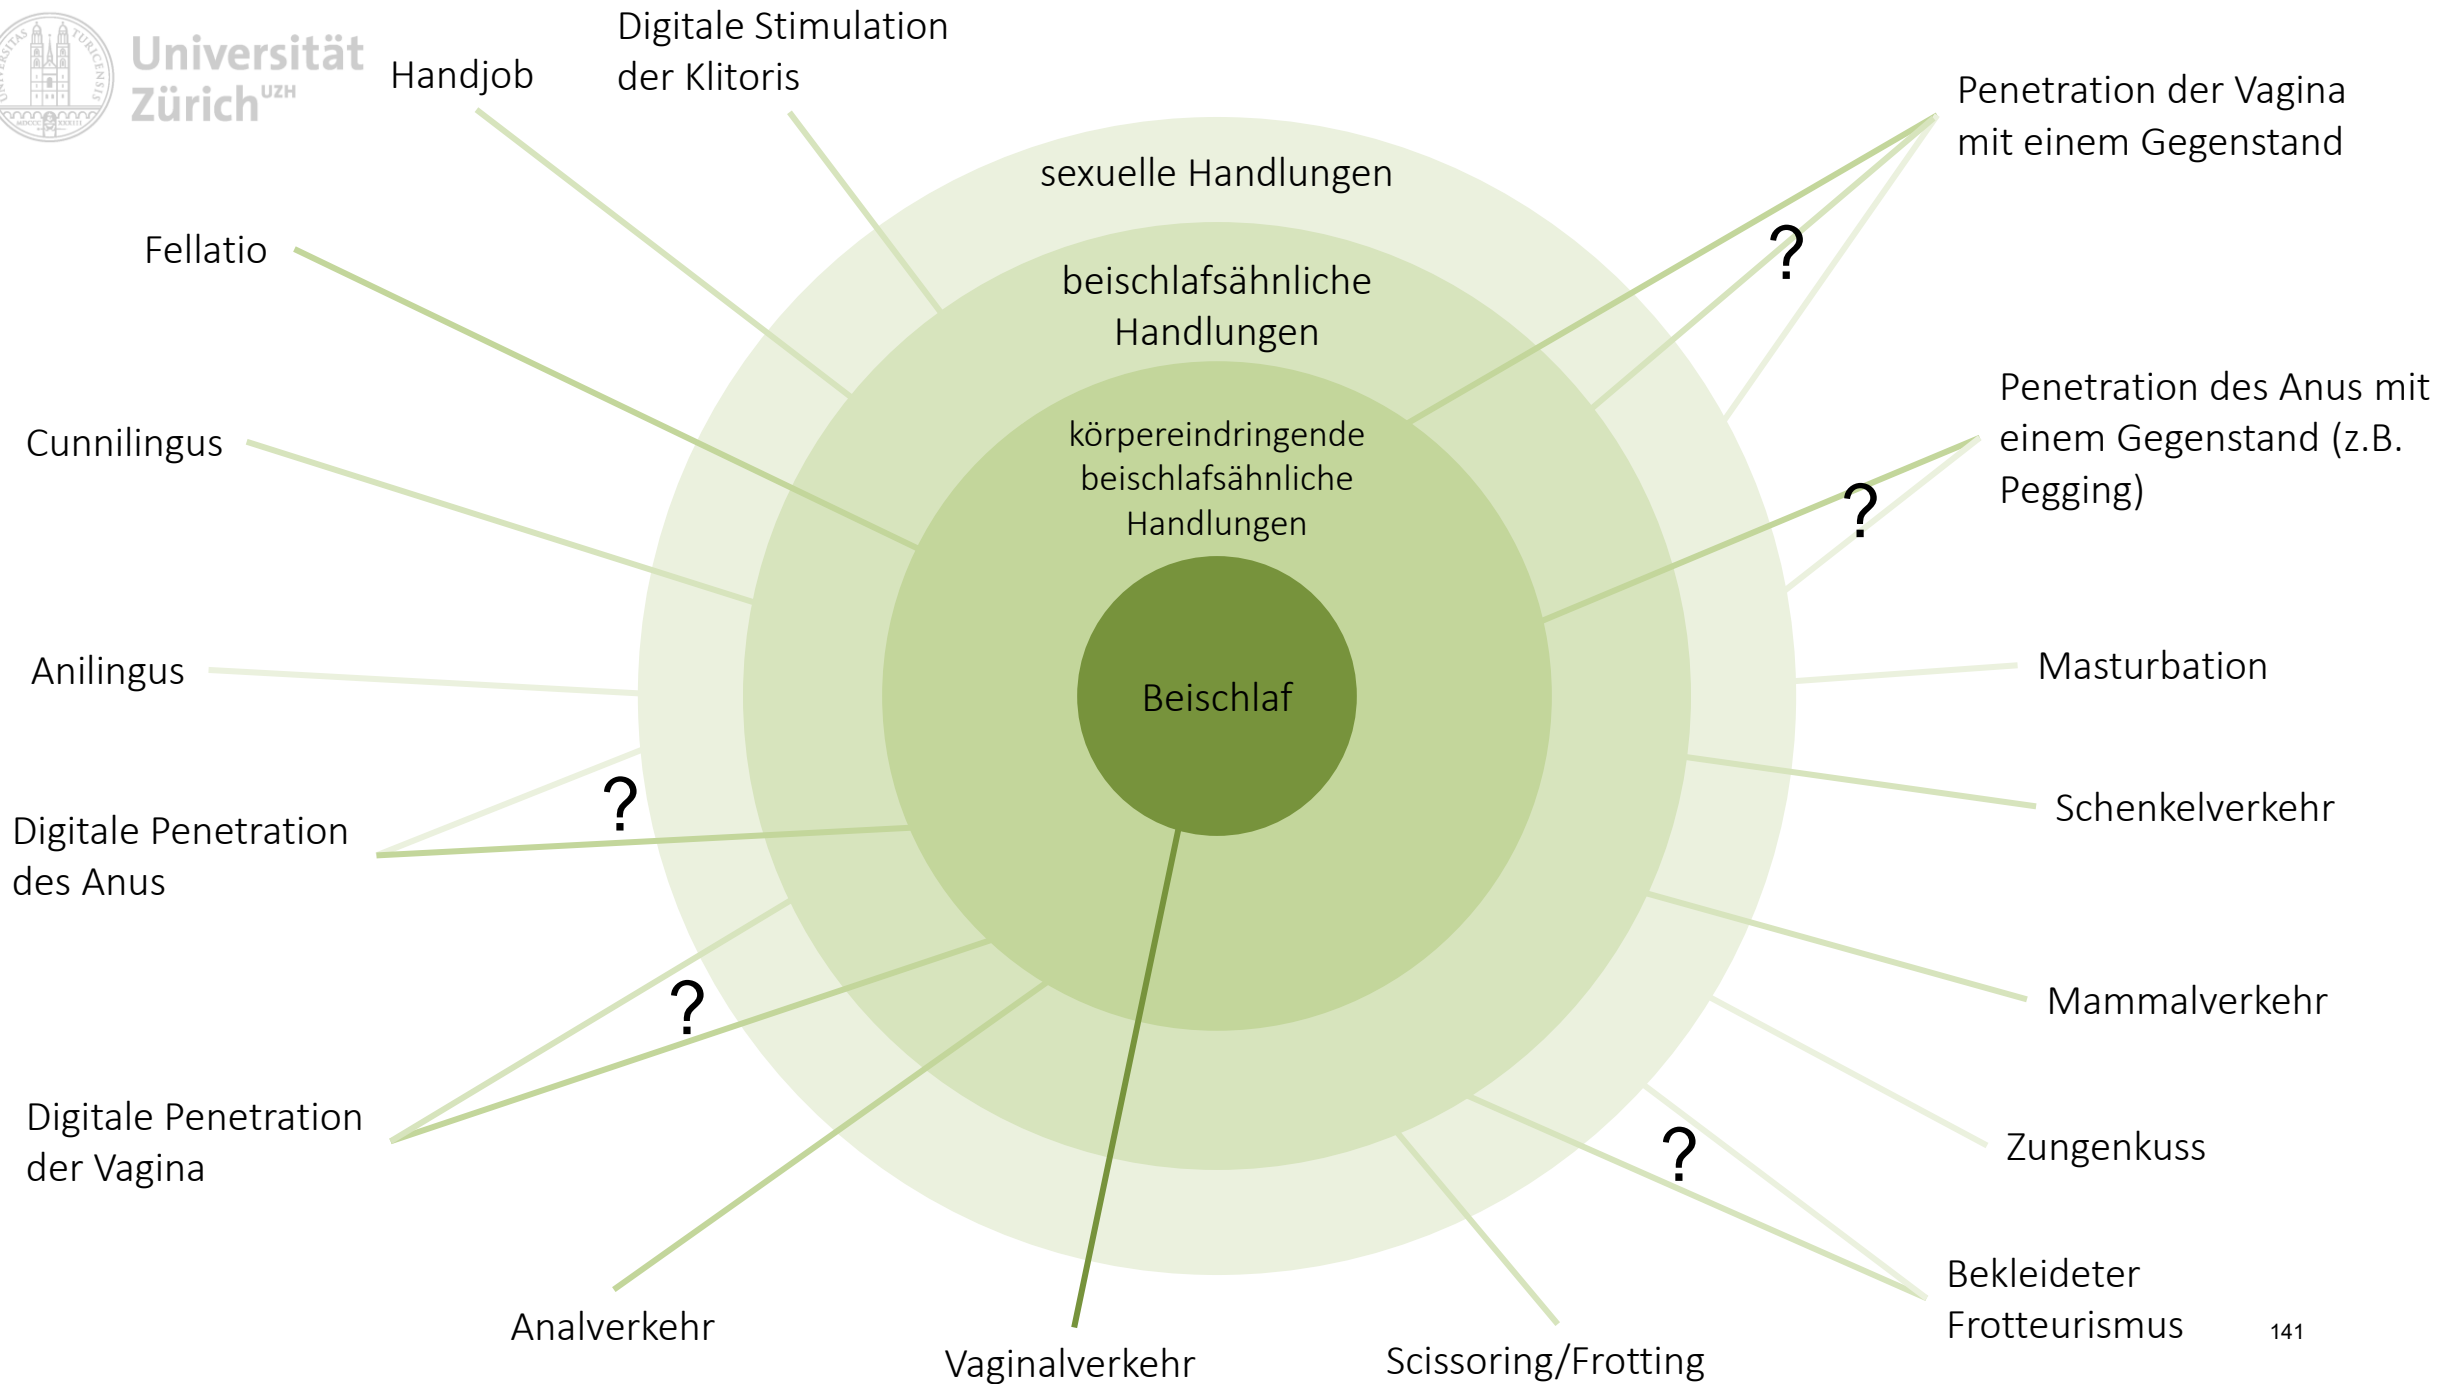 Universität
Zürich UZH
Handjob
Digitale Stimulation
der Klitoris
Penetration der Vagina
mit einem Gegenstand
sexuelle Handlungen
Fellatio
?
beischlafsähnliche
Handlungen
Penetration des Anus mit
einem Gegenstand (z.B.
Pegging)
?
Cunnilingus
körpereindringende
beischlafsähnliche
Handlungen
Anilingus
Beischlaf
Masturbation
?
Schenkelverkehr
Digitale Penetration
des Anus
?
Mammalverkehr
Digitale Penetration
der Vagina
?
Zungenkuss
Bekleideter
Frotteurismus
Analverkehr
Vaginalverkehr
Scissoring/Frotting
141